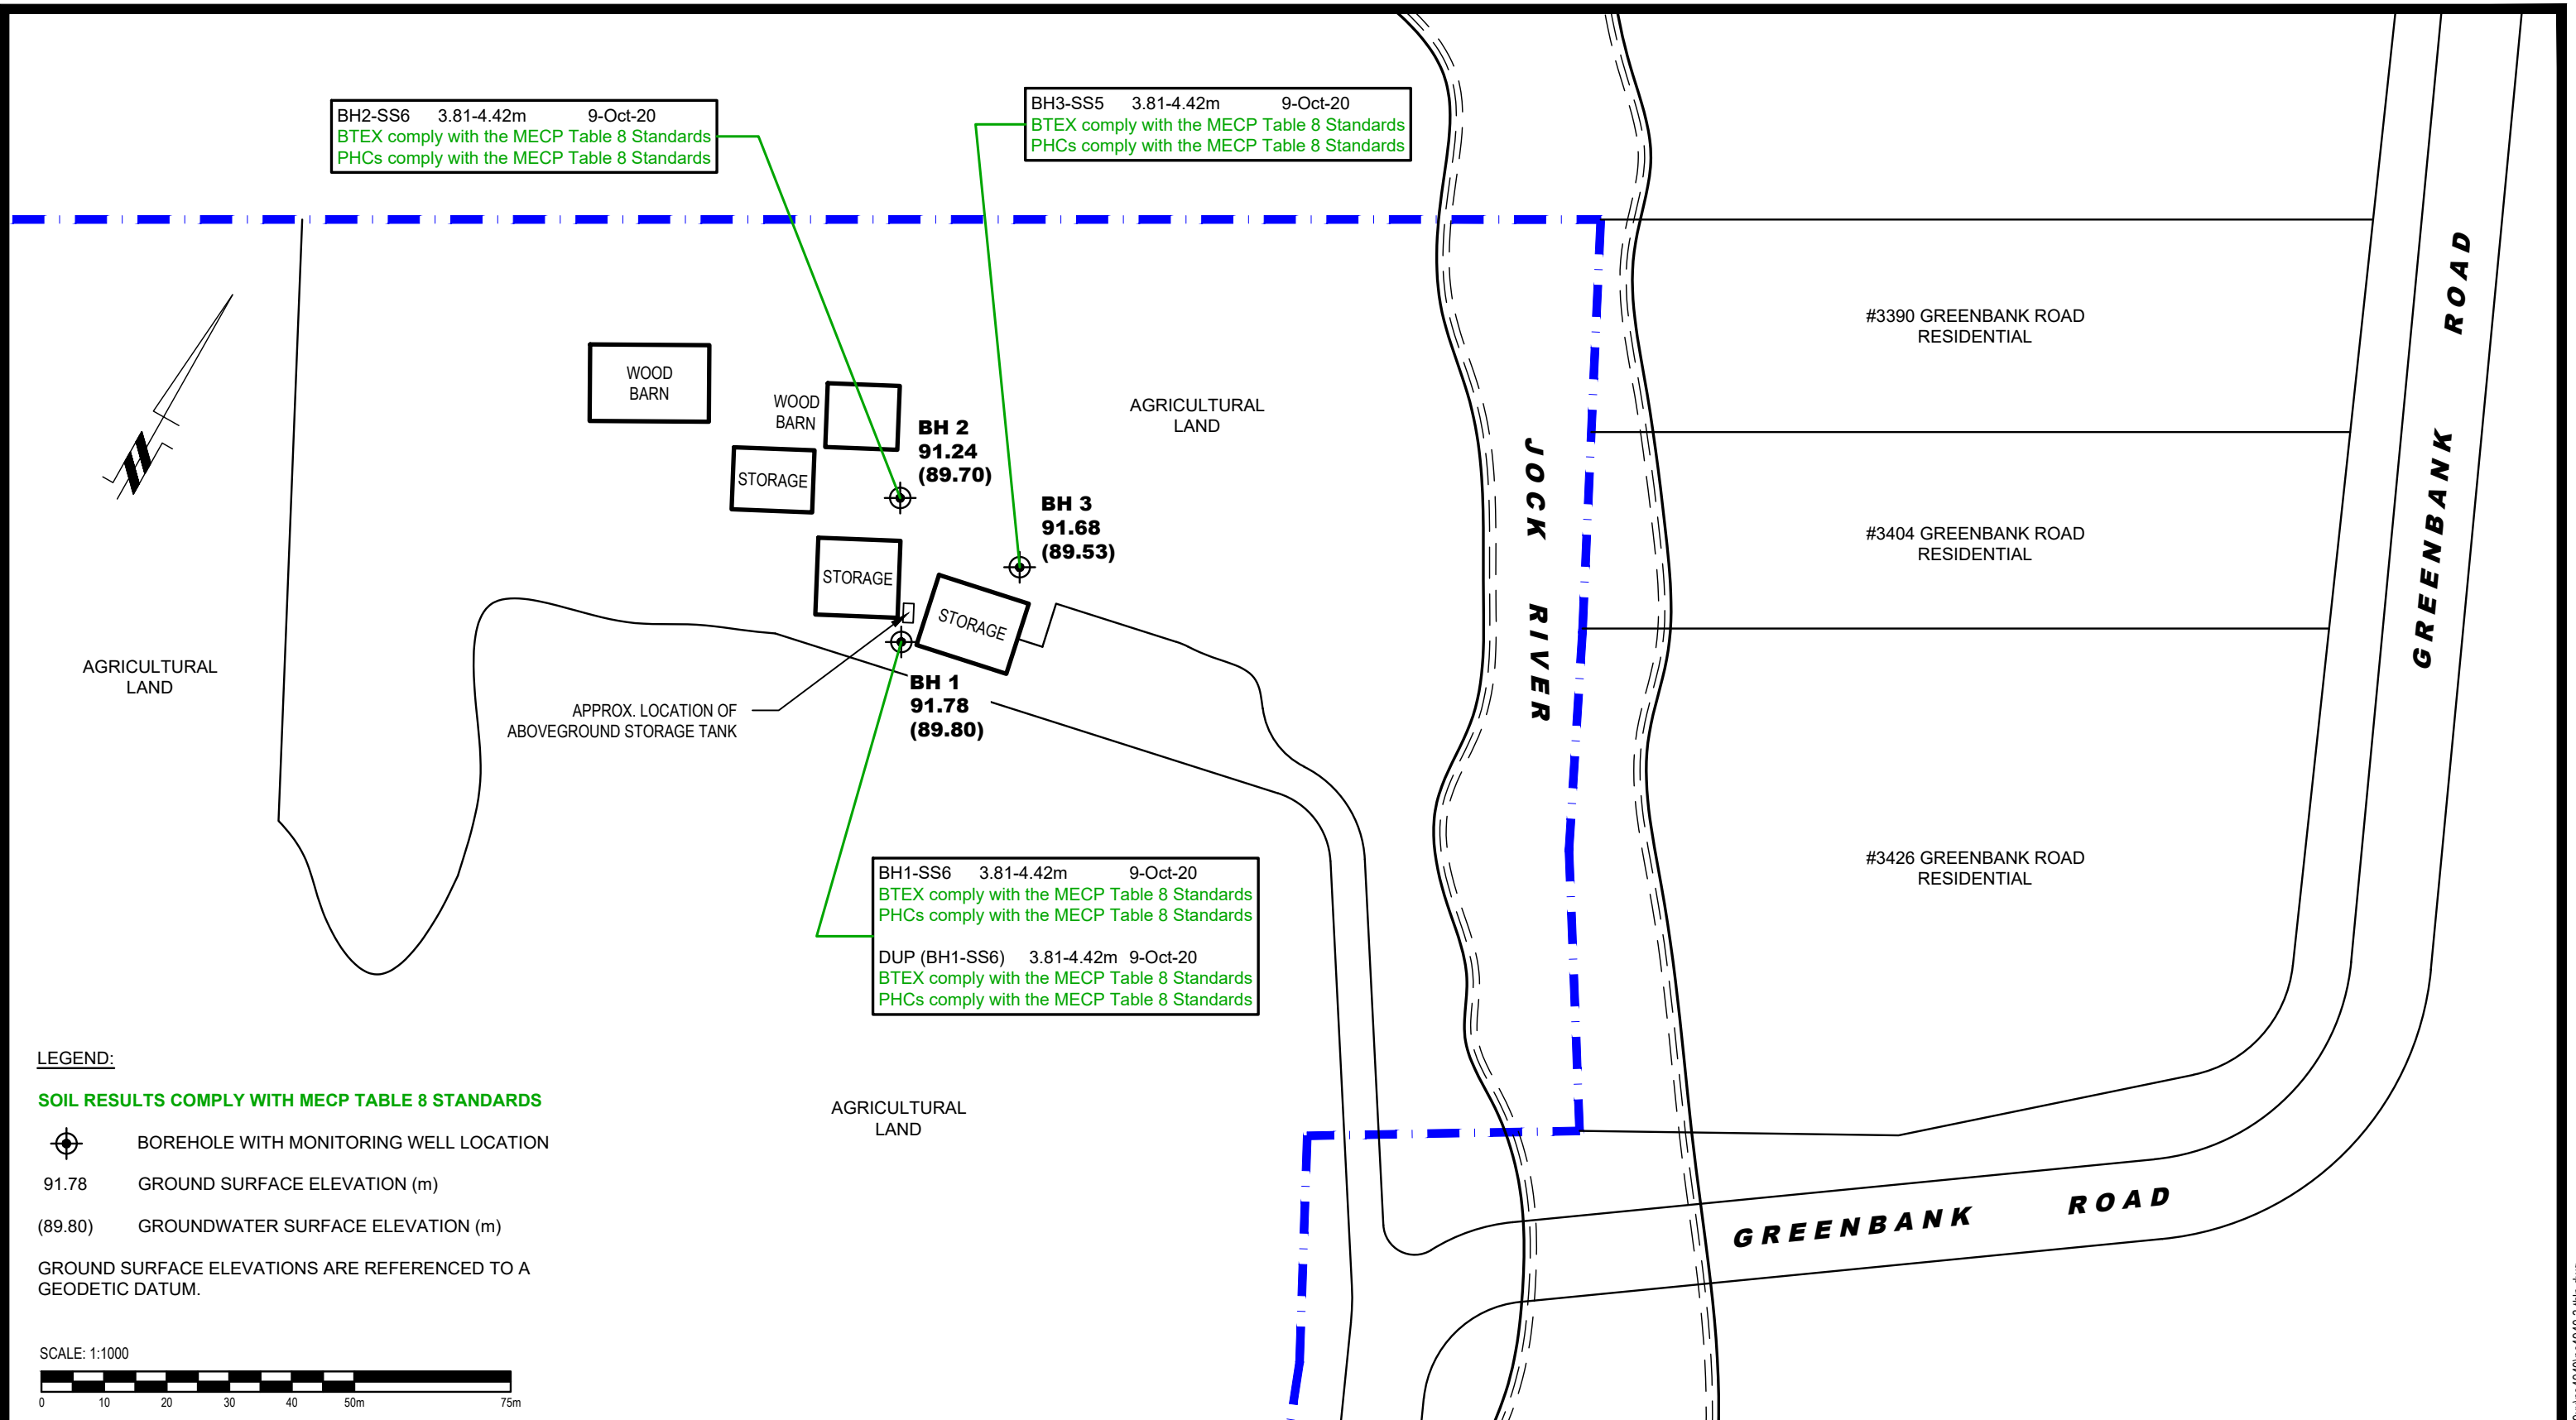 BH2-SS6 3.81-4.42m 9-Oct-20
BTEX comply with the MECP Table 8 Standards
PHCs comply with the MECP Table 8 Standards
BH3-SS5 3.81-4.42m 9-Oct-20
BTEX comply with the MECP Table 8 Standards
PHCs comply with the MECP Table 8 Standards
WOOD
BARN
WOOD
BARN
STORAGE
BH 2
91.24
(89.70)
AGRICULTURAL
LAND
BH 3
91.68
(89.53)
STORAGE
STORAGE
BH 1
91.78
(89.80)
APPROX. LOCATION OF
ABOVEGROUND STORAGE TANK
AGRICULTURAL
LAND
JOCK RIVER
#3390 GREENBANK ROAD
RESIDENTIAL
#3404 GREENBANK ROAD
RESIDENTIAL
#3426 GREENBANK ROAD
RESIDENTIAL
GREENBANK ROAD
BH1-SS6 3.81-4.42m 9-Oct-20
BTEX comply with the MECP Table 8 Standards
PHCs comply with the MECP Table 8 Standards
DUP (BH1-SS6) 3.81-4.42m 9-Oct-20
BTEX comply with the MECP Table 8 Standards
PHCs comply with the MECP Table 8 Standards
AGRICULTURAL
LAND
GREENBANK ROAD
LEGEND:
SOIL RESULTS COMPLY WITH MECP TABLE 8 STANDARDS
BOREHOLE WITH MONITORING WELL LOCATION
91.78 GROUND SURFACE ELEVATION (m)
(89.80) GROUNDWATER SURFACE ELEVATION (m)
GROUND SURFACE ELEVATIONS ARE REFERENCED TO A
GEODETIC DATUM.
SCALE: 1:1000
0 10 20 30 40 50m 75m